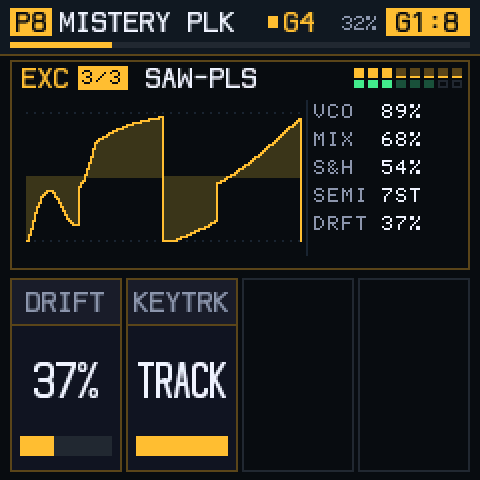 P8 MISTERY PLK G4 32% G1:8
EXC 3/3 SAW-PLS
VCO 89%
MIX 68%
S&H 54%
SEMI 7ST
DRFT 37%
DRIFT KEYTRK
37% TRACK